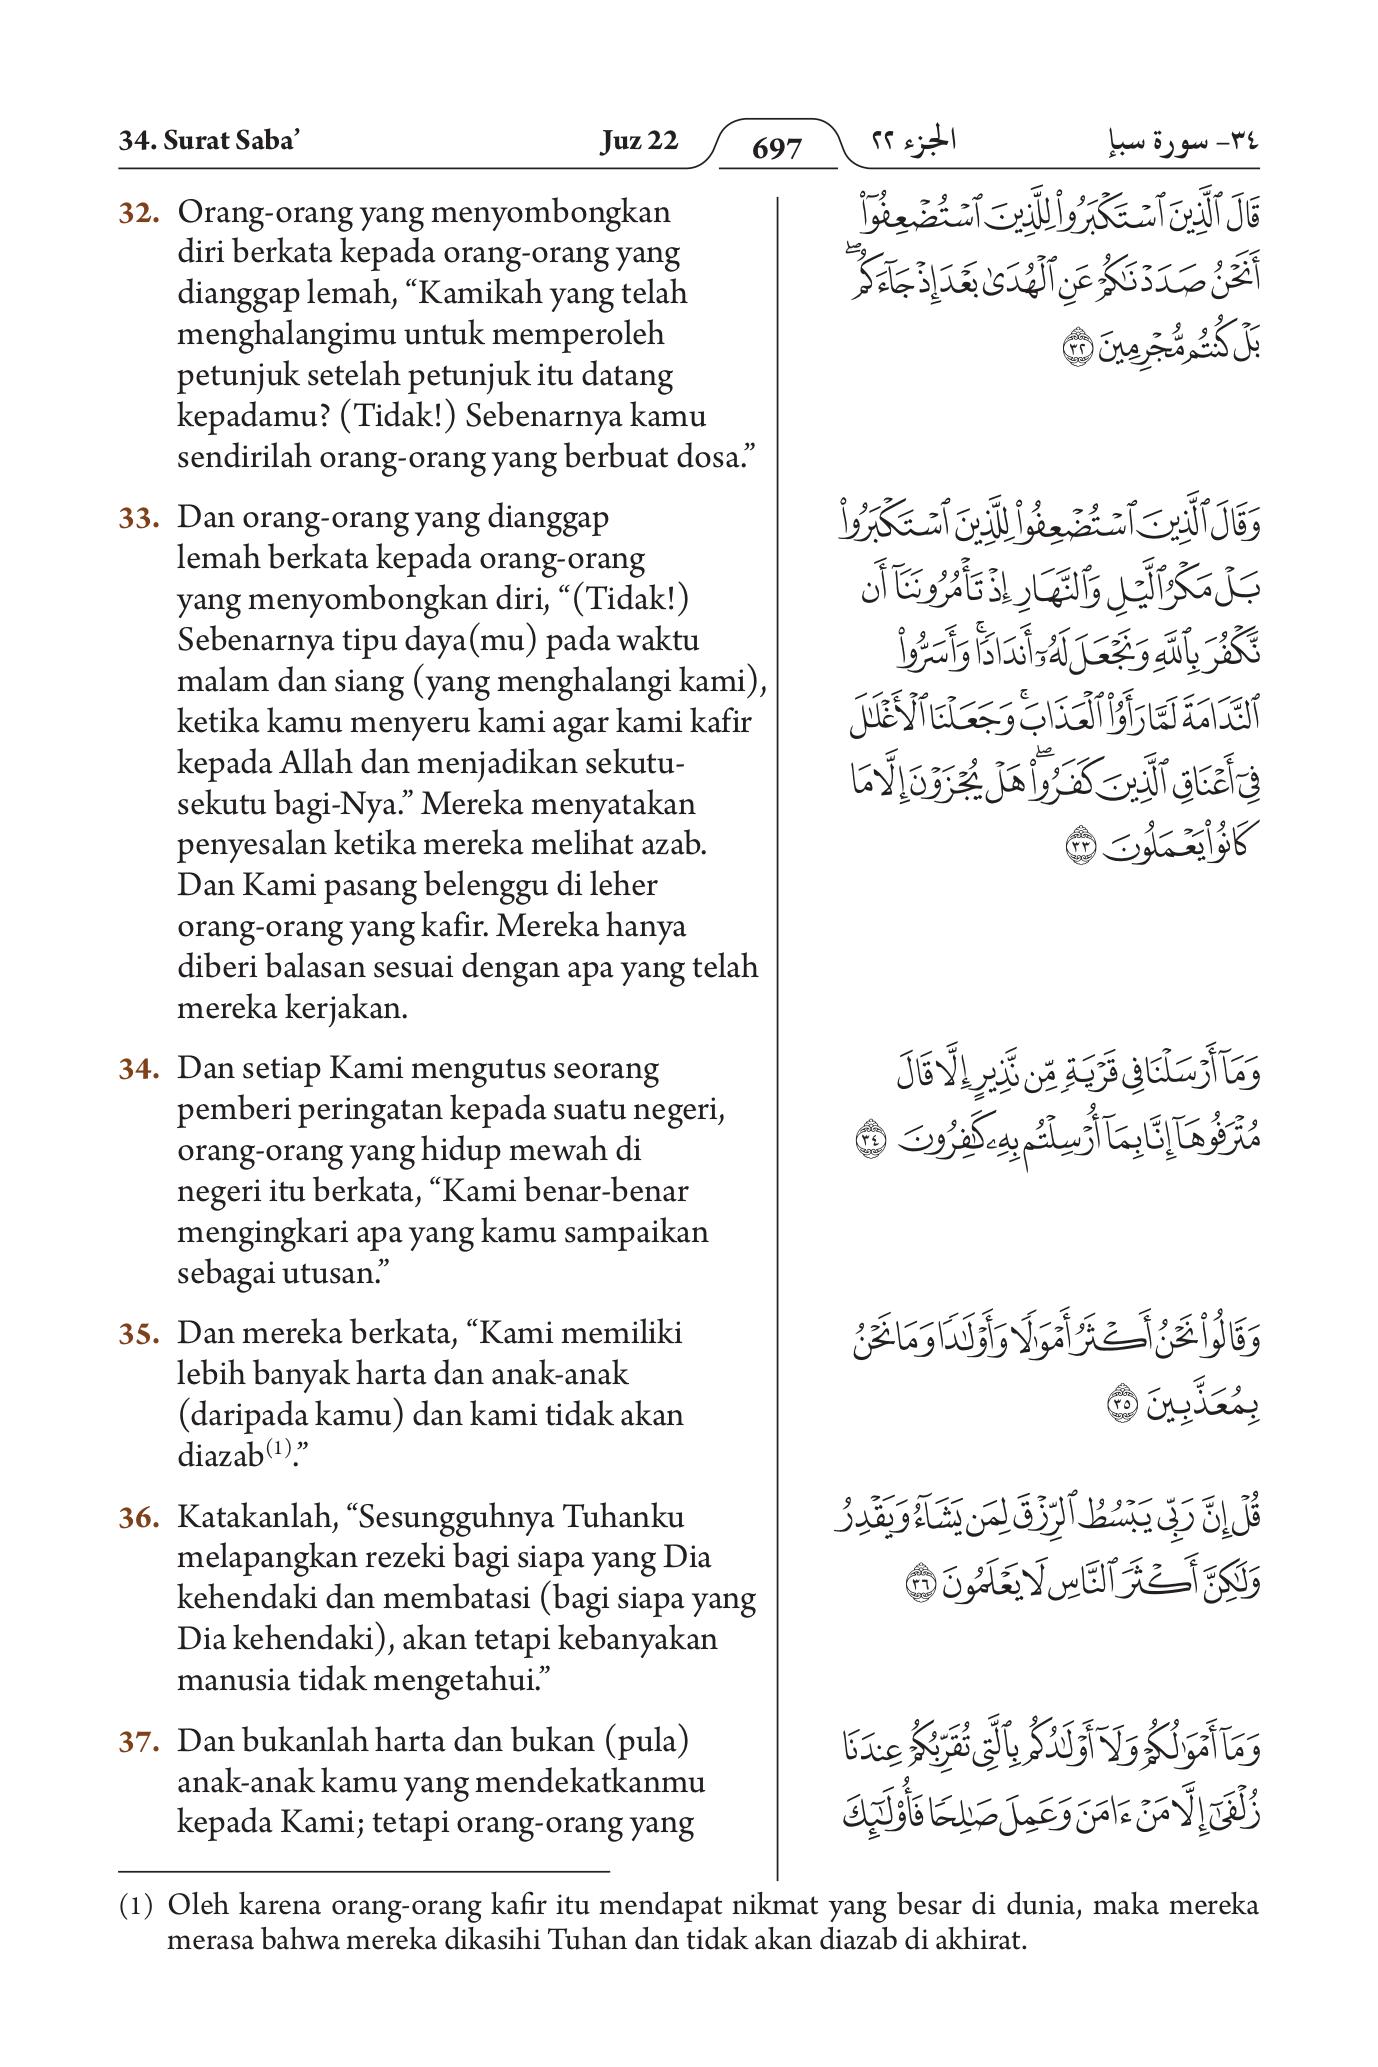 34. Surat Saba’
Juz 22
697
الجزء ٢٢
٣٤- سورة سبإ
32. Orang-orang yang menyombongkan
diri berkata kepada orang-orang yang
dianggap lemah, “Kamikah yang telah
menghalangimu untuk memperoleh
petunjuk setelah petunjuk itu datang
kepadamu? (Tidak!) Sebenarnya kamu
sendirilah orang-orang yang berbuat dosa.”
33. Dan orang-orang yang dianggap
lemah berkata kepada orang-orang
yang menyombongkan diri, “(Tidak!)
Sebenarnya tipu daya(mu) pada waktu
malam dan siang (yang menghalangi kami),
ketika kamu menyeru kami agar kami kafir
kepada Allah dan menjadikan sekutu-
sekutu bagi-Nya.” Mereka menyatakan
penyesalan ketika mereka melihat azab.
Dan Kami pasang belenggu di leher
orang-orang yang kafir. Mereka hanya
diberi balasan sesuai dengan apa yang telah
mereka kerjakan.
34. Dan setiap Kami mengutus seorang
pemberi peringatan kepada suatu negeri,
orang-orang yang hidup mewah di
negeri itu berkata, “Kami benar-benar
mengingkari apa yang kamu sampaikan
sebagai utusan.”
35. Dan mereka berkata, “Kami memiliki
lebih banyak harta dan anak-anak
(daripada kamu) dan kami tidak akan
diazab(1).”
36. Katakanlah, “Sesungguhnya Tuhanku
melapangkan rezeki bagi siapa yang Dia
kehendaki dan membatasi (bagi siapa yang
Dia kehendaki), akan tetapi kebanyakan
manusia tidak mengetahui.”
37. Dan bukanlah harta dan bukan (pula)
anak-anak kamu yang mendekatkanmu
kepada Kami; tetapi orang-orang yang
قَالَ ٱلَّذِينَ ٱسۡتَكۡبَرُواْ لِلَّذِينَ ٱسۡتُضۡعِفُوٓاْ
أَنَحۡنُ صَدَدۡنَٰكُمۡ عَنِ ٱلۡهُدَىٰ بَعۡدَ إِذۡ جَآءَكُمۖ
بَلۡ كُنتُم مُّجۡرِمِينَ ٣٢
وَقَالَ ٱلَّذِينَ ٱسۡتُضۡعِفُواْ لِلَّذِينَ ٱسۡتَكۡبَرُواْ
بَلۡ مَكۡرُ ٱلَّيۡلِ وَٱلنَّهَارِ إِذۡ تَأۡمُرُونَنَآ أَن
نَّكۡفُرَ بِٱللَّهِ وَنَجۡعَلَ لَهُۥٓ أَندَادٗاۚ وَأَسَرُّواْ
ٱلنَّدَامَةَ لَمَّا رَأَوُاْ ٱلۡعَذَابَۚ وَجَعَلۡنَا ٱلۡأَغۡلَٰلَ
فِيٓ أَعۡنَاقِ ٱلَّذِينَ كَفَرُواْۖ هَلۡ يُجۡزَوۡنَ إِلَّا مَا
كَانُواْ يَعۡمَلُونَ ٣٣
وَمَآ أَرۡسَلۡنَا فِي قَرۡيَةٖ مِّن نَّذِيرٍ إِلَّا قَالَ
مُتۡرَفُوهَآ إِنَّا بِمَآ أُرۡسِلۡتُم بِهِۦ كَٰفِرُونَ ٣٤
وَقَالُواْ نَحۡنُ أَكۡثَرُ أَمۡوَٰلٗا وَأَوۡلَٰدٗا وَمَا نَحۡنُ
بِمُعَذَّبِينَ ٣٥
قُلۡ إِنَّ رَبِّي يَبۡسُطُ ٱلرِّزۡقَ لِمَن يَشَآءُ وَيَقۡدِرُ
وَلَٰكِنَّ أَكۡثَرَ ٱلنَّاسِ لَا يَعۡلَمُونَ ٣٦
وَمَآ أَمۡوَٰلُكُمۡ وَلَآ أَوۡلَٰدُكُم بِٱلَّتِي تُقَرِّبُكُمۡ عِندَنَا
زُلۡفَىٰٓ إِلَّا مَنۡ ءَامَنَ وَعَمِلَ صَٰلِحٗا فَأُوْلَٰٓئِكَ
(1) Oleh karena orang-orang kafir itu mendapat nikmat yang besar di dunia, maka mereka
merasa bahwa mereka dikasihi Tuhan dan tidak akan diazab di akhirat.